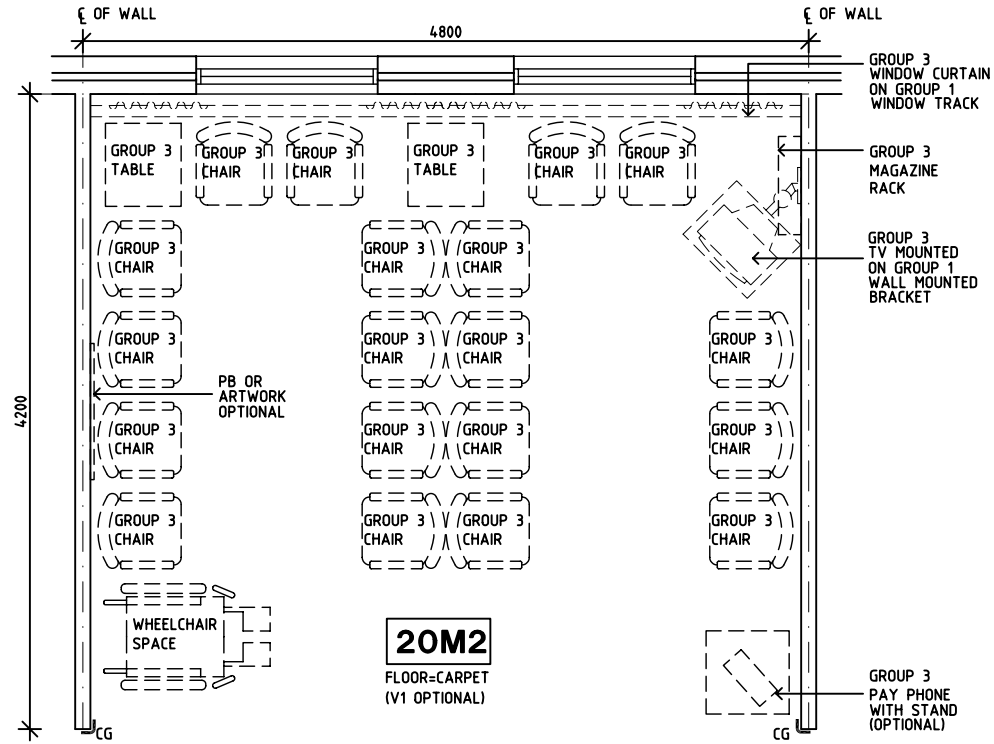 ℄ OF WALL
℄ OF WALL
4800
GROUP 3
WINDOW CURTAIN
ON GROUP 1
WINDOW TRACK
GROUP 3
TABLE
GROUP 3
CHAIR
GROUP 3
CHAIR
GROUP 3
TABLE
GROUP 3
CHAIR
GROUP 3
CHAIR
GROUP 3
MAGAZINE
RACK
GROUP 3
CHAIR
GROUP 3
CHAIR
GROUP 3
CHAIR
GROUP 3
TV MOUNTED
ON GROUP 1
WALL MOUNTED
BRACKET
GROUP 3
CHAIR
GROUP 3
CHAIR
GROUP 3
CHAIR
GROUP 3
CHAIR
PB OR
ARTWORK
OPTIONAL
4200
GROUP 3
CHAIR
GROUP 3
CHAIR
GROUP 3
CHAIR
GROUP 3
CHAIR
GROUP 3
CHAIR
GROUP 3
CHAIR
GROUP 3
CHAIR
GROUP 3
CHAIR
WHEELCHAIR
SPACE
20M2
FLOOR=CARPET
(V1 OPTIONAL)
GROUP 3
PAY PHONE
WITH STAND
(OPTIONAL)
CG
CG